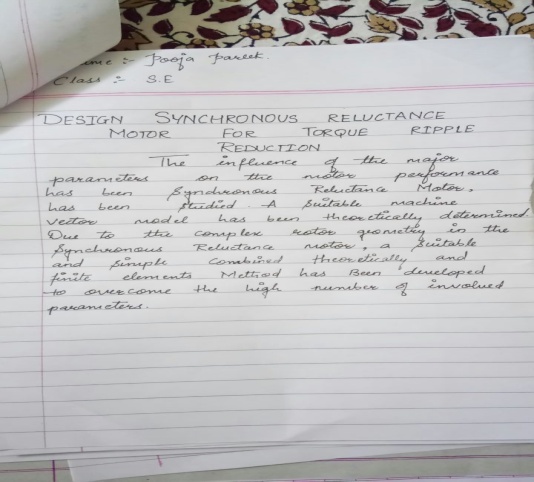 me :- Pooja Pareek.
Class :- S.E
DESIGN SYNCHRONOUS RELUCTANCE
MOTOR FOR TORQUE RIPPLE
REDUCTION
The influence of the major
parameters on the motor performance
has been Synchronous Reluctance Motor,
has been studied. A Suitable machine
vector model has been theoretically determined.
Due to the complex rotor geometry in the
Synchronous Reluctance motor, a suitable
and simple Combined theoretically and
finite elements Method has Been developed
to overcome the high number of involved
parameters.